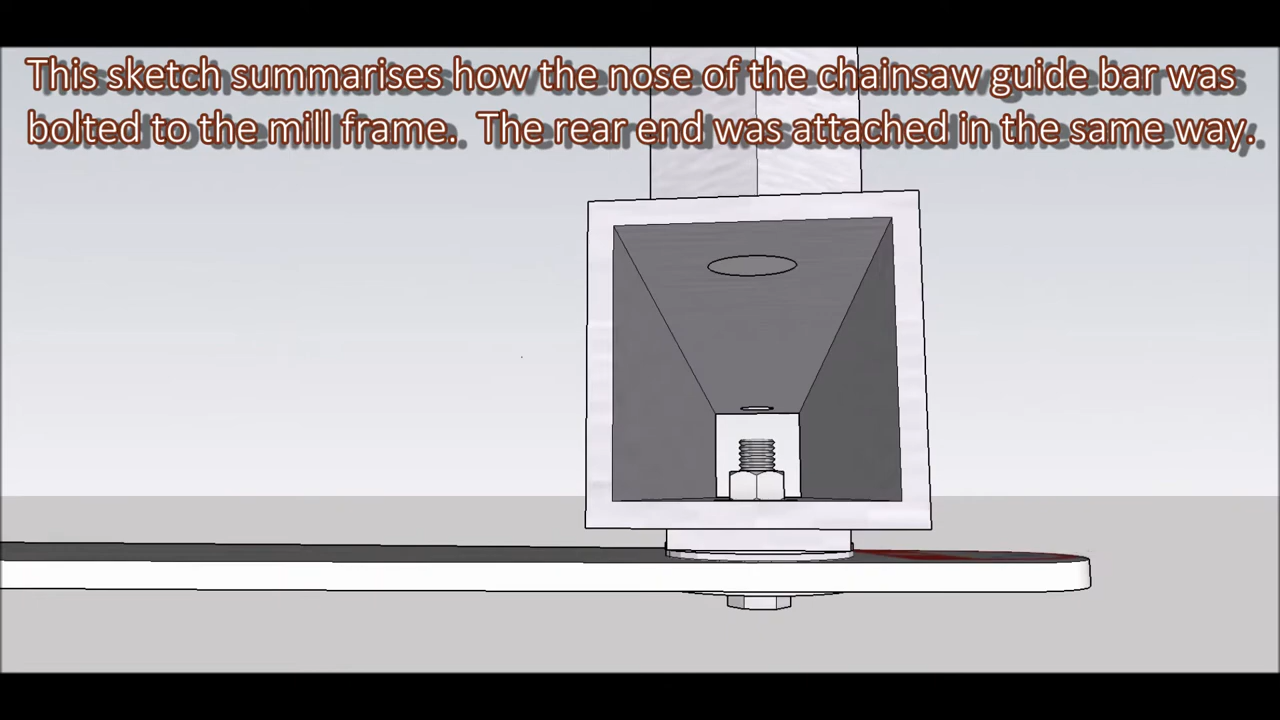 This sketch summarises how the nose of the chainsaw guide bar was
bolted to the mill frame.  The rear end was attached in the same way.